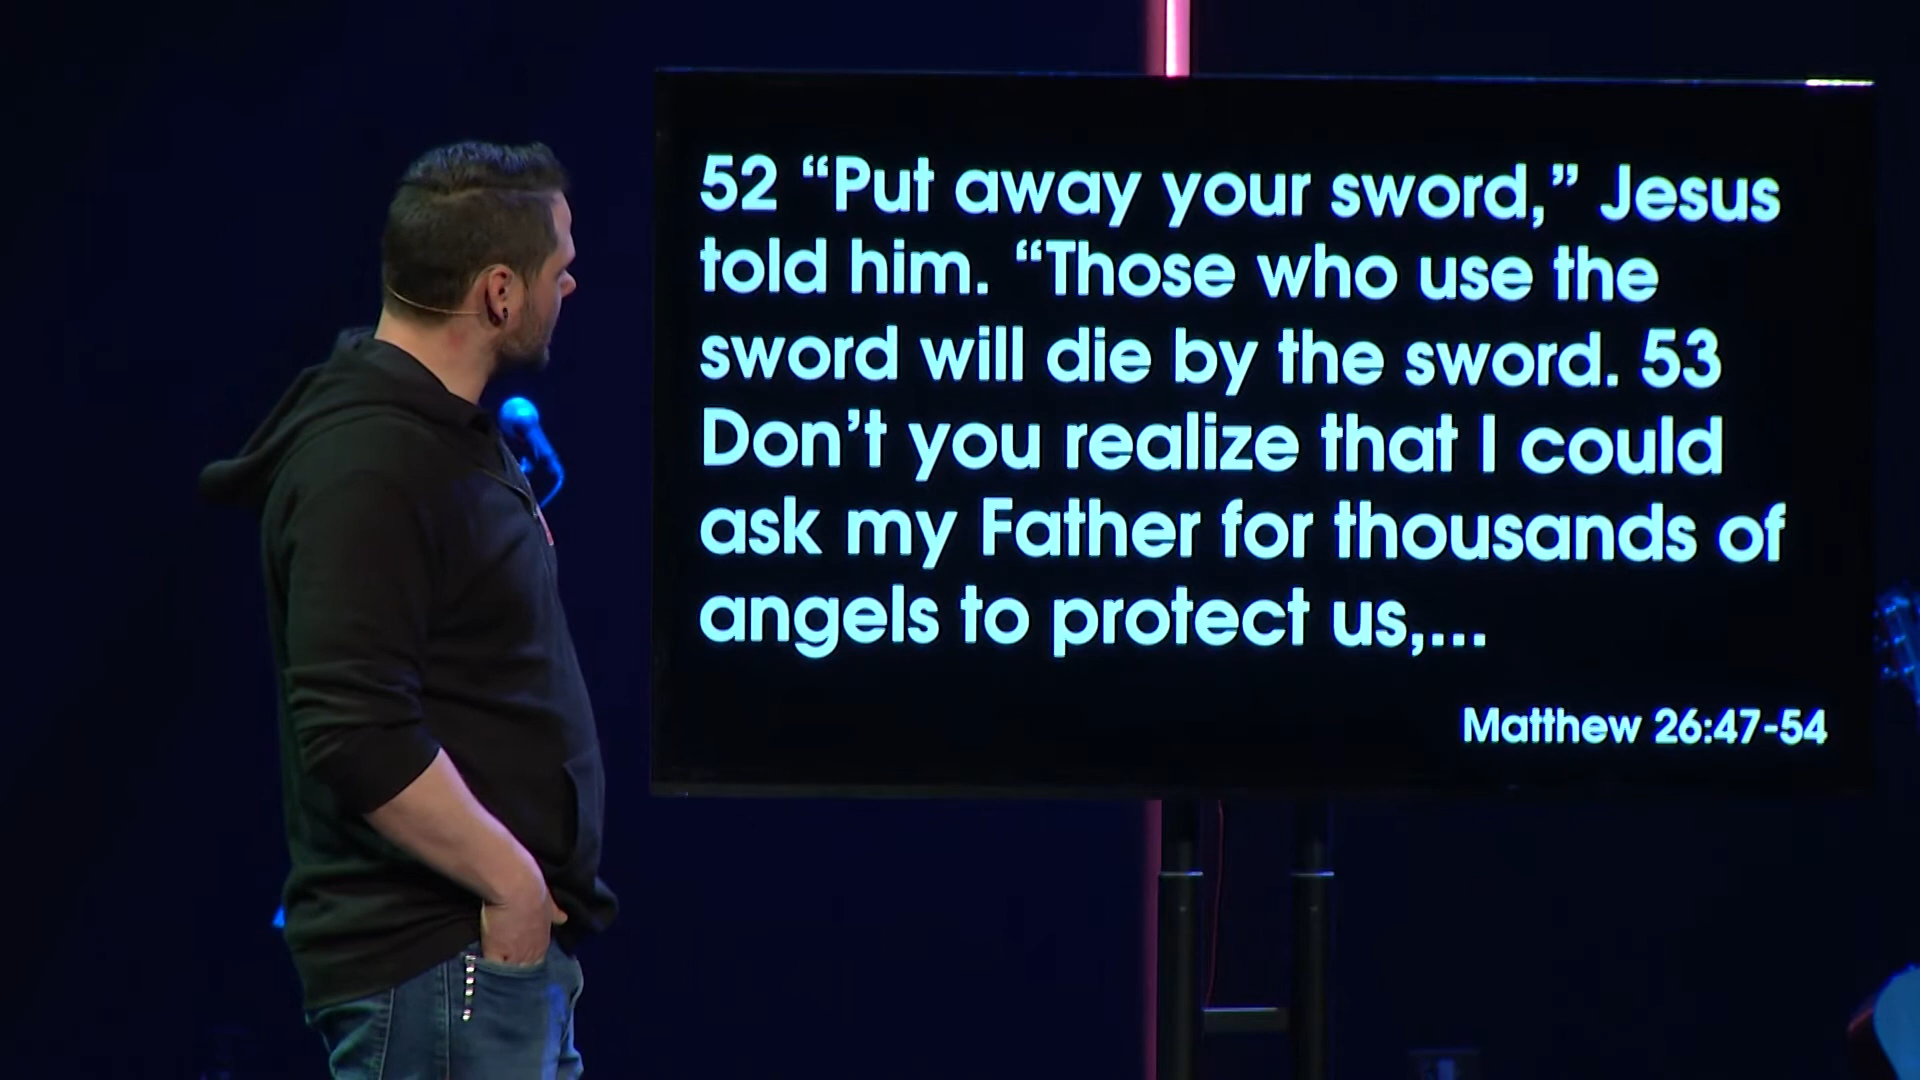 52 “Put away your sword,” Jesus
told him. “Those who use the
sword will die by the sword. 53
Don’t you realize that I could
ask my Father for thousands of
angels to protect us,...
Matthew 26:47-54